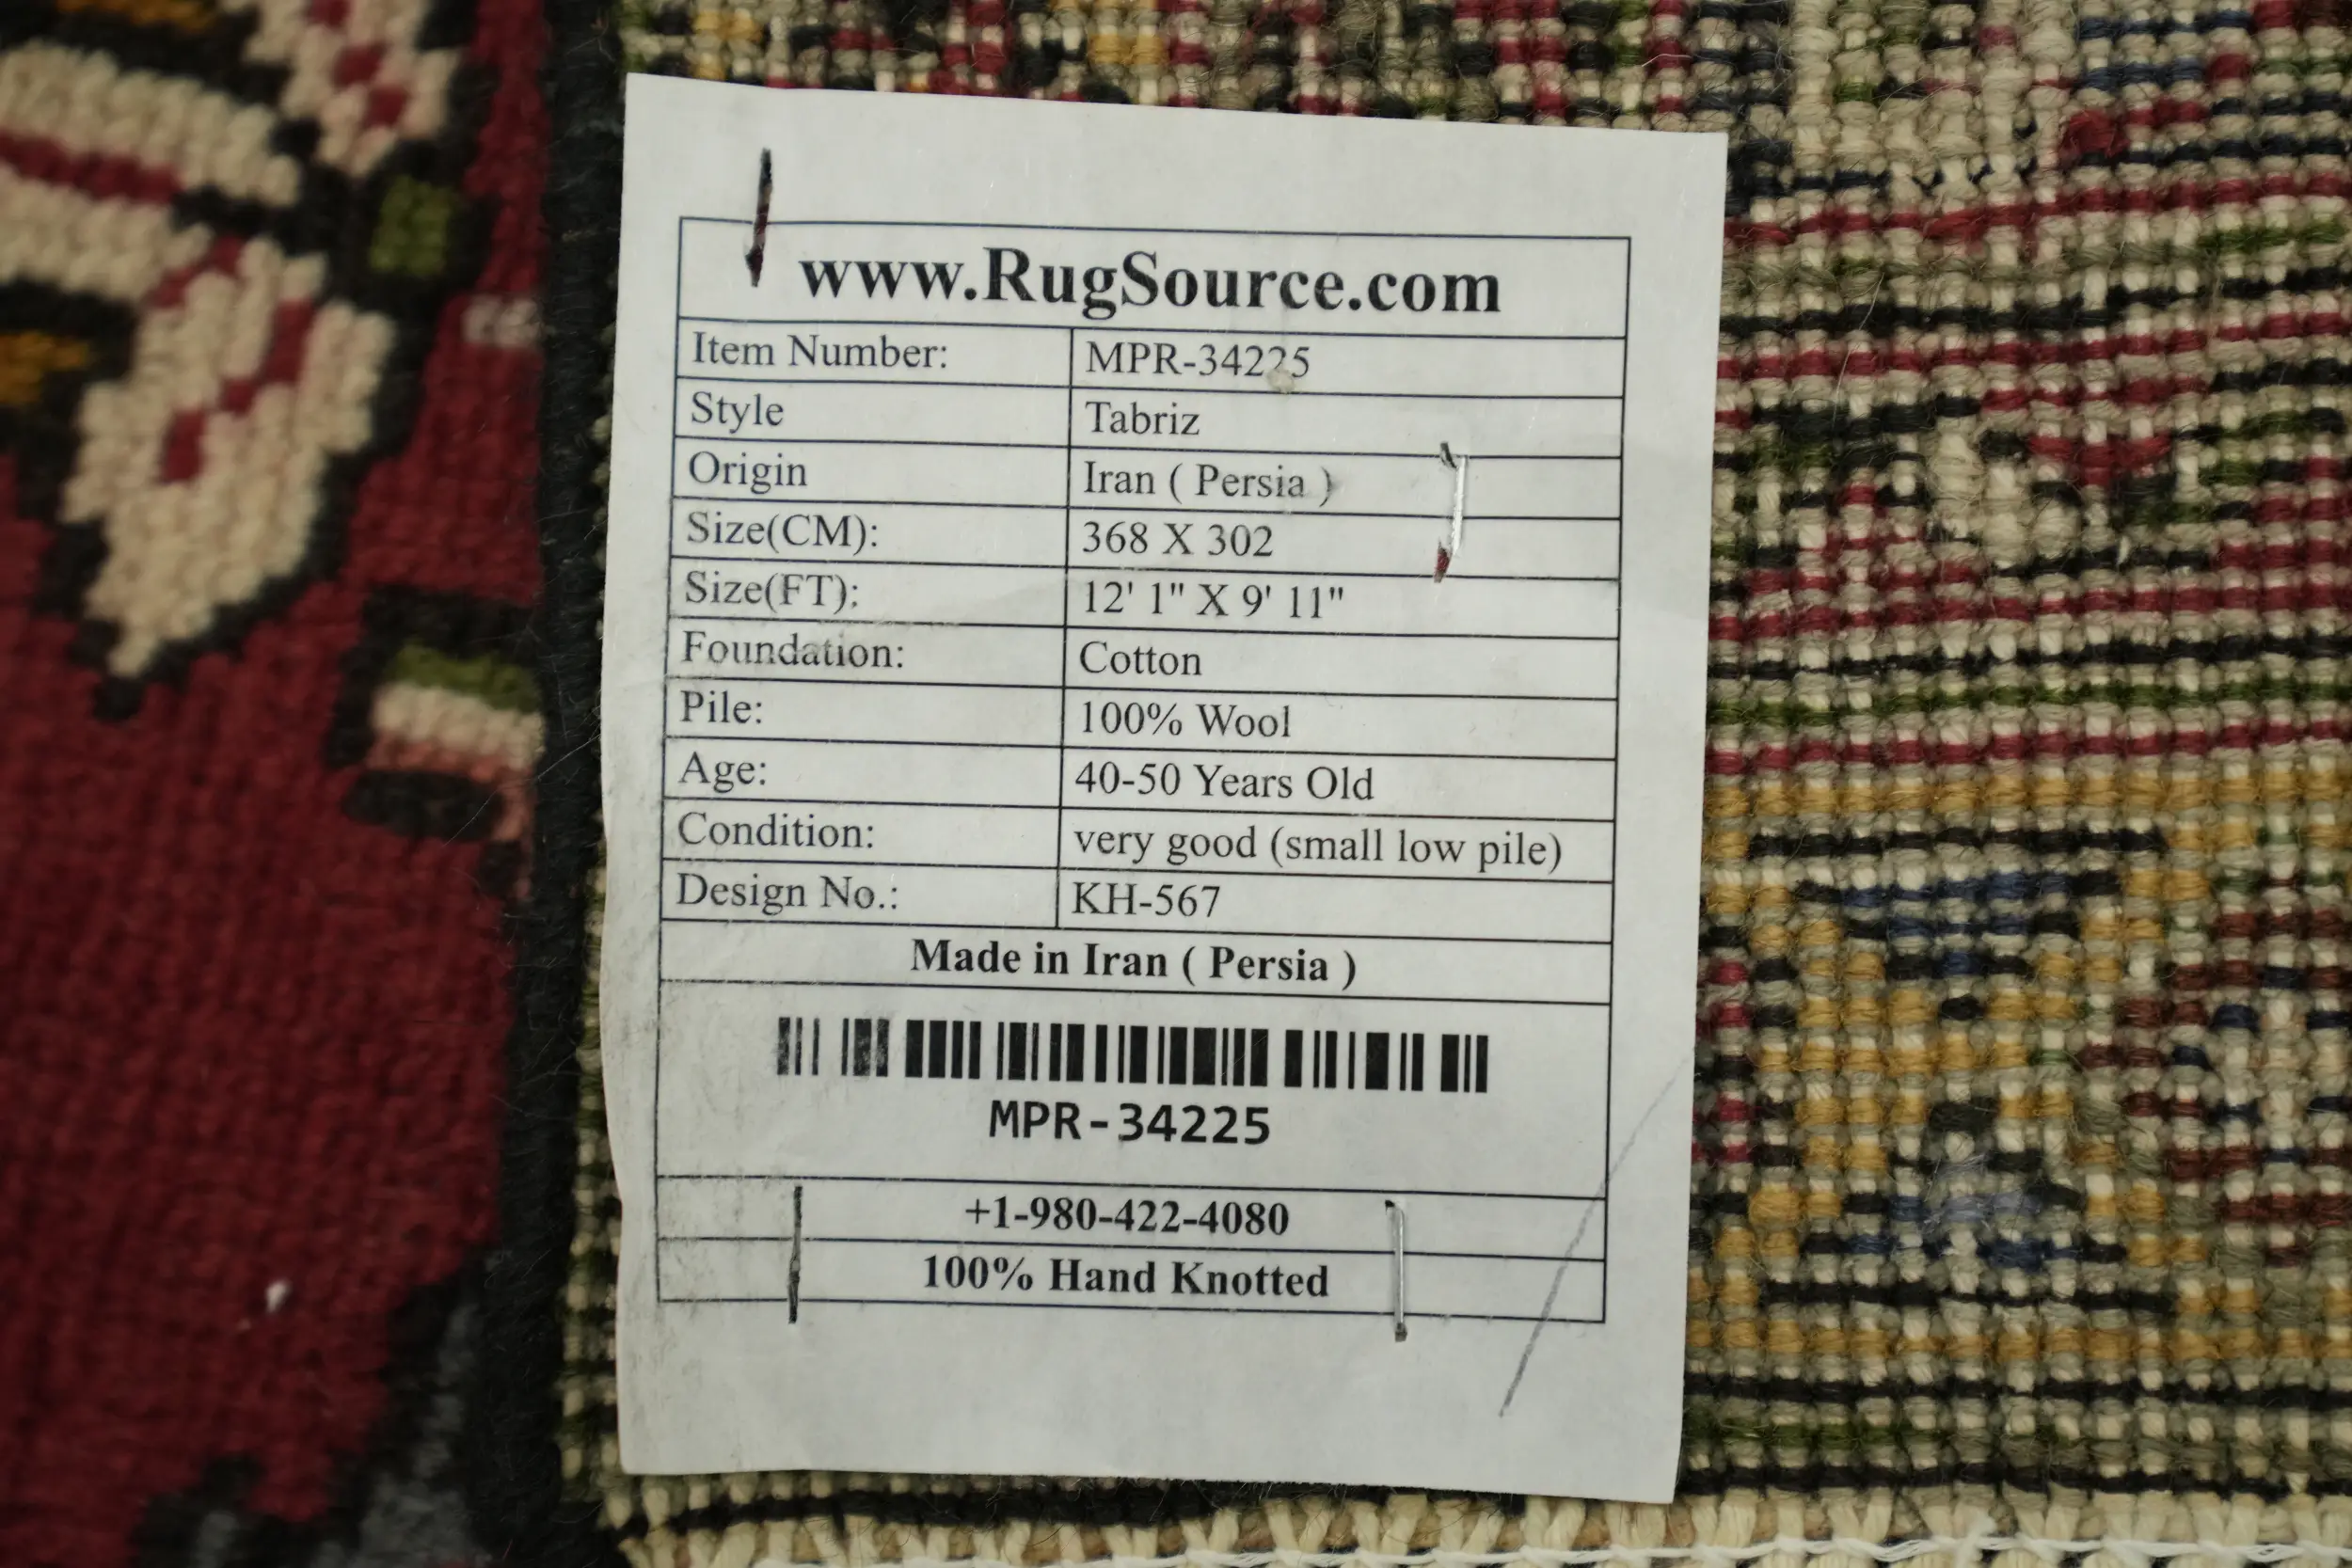 www.RugSource.com
Item Number: MPR-34225
Style Tabriz
Origin Iran ( Persia )
Size(CM): 368 X 302
Size(FT): 12' 1" X 9' 11"
Foundation: Cotton
Pile: 100% Wool
Age: 40-50 Years Old
Condition: very good (small low pile)
Design No.: KH-567
Made in Iran ( Persia )
MPR-34225
+1-980-422-4080
100% Hand Knotted